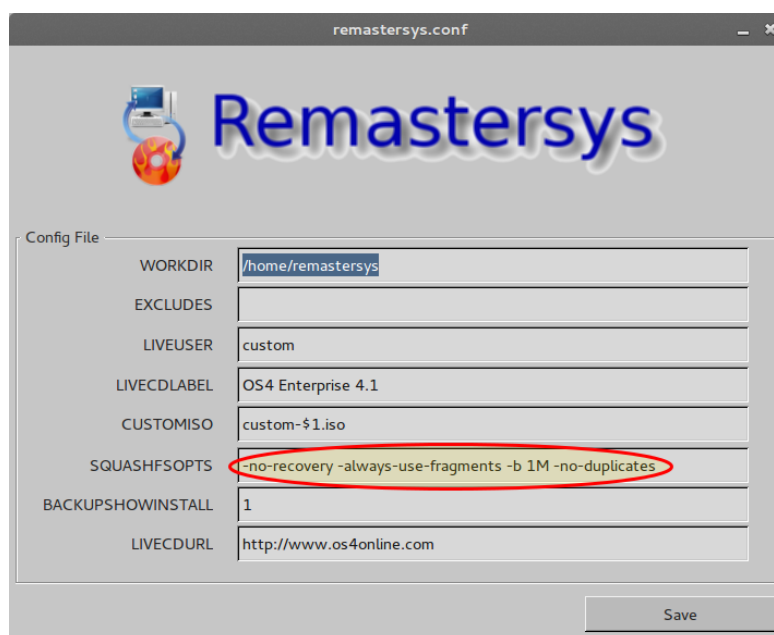 remastersys.conf
Remastersys
Config File
WORKDIR /home/remastersys
EXCLUDES
LIVEUSER custom
LIVECDLABEL OS4 Enterprise 4.1
CUSTOMISO custom-$1.iso
SQUASHFSOPTS -no-recovery -always-use-fragments -b 1M -no-duplicates
BACKUPSHOWINSTALL 1
LIVECDURL http://www.os4online.com
Save